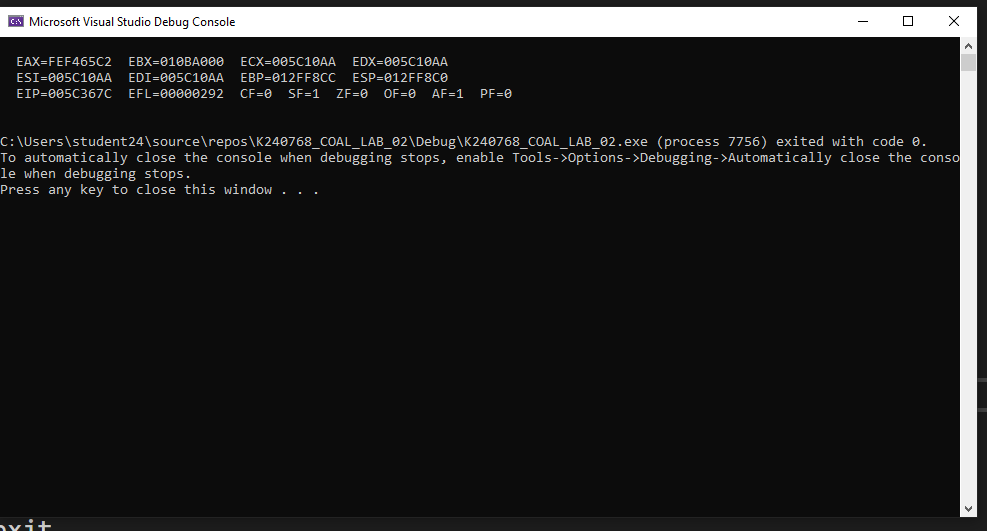 Microsoft Visual Studio Debug Console
EAX=FEF465C2 EBX=010BA000 ECX=005C10AA EDX=005C10AA
ESI=005C10AA EDI=005C10AA EBP=012FF8CC ESP=012FF8C0
EIP=005C367C EFL=00000292 CF=0 SF=1 ZF=0 OF=0 AF=1 PF=0
C:\Users\student24\source\repos\K240768_COAL_LAB_02\Debug\K240768_COAL_LAB_02.exe (process 7756) exited with code 0.
To automatically close the console when debugging stops, enable Tools->Options->Debugging->Automatically close the conso
le when debugging stops.
Press any key to close this window . . .
exit